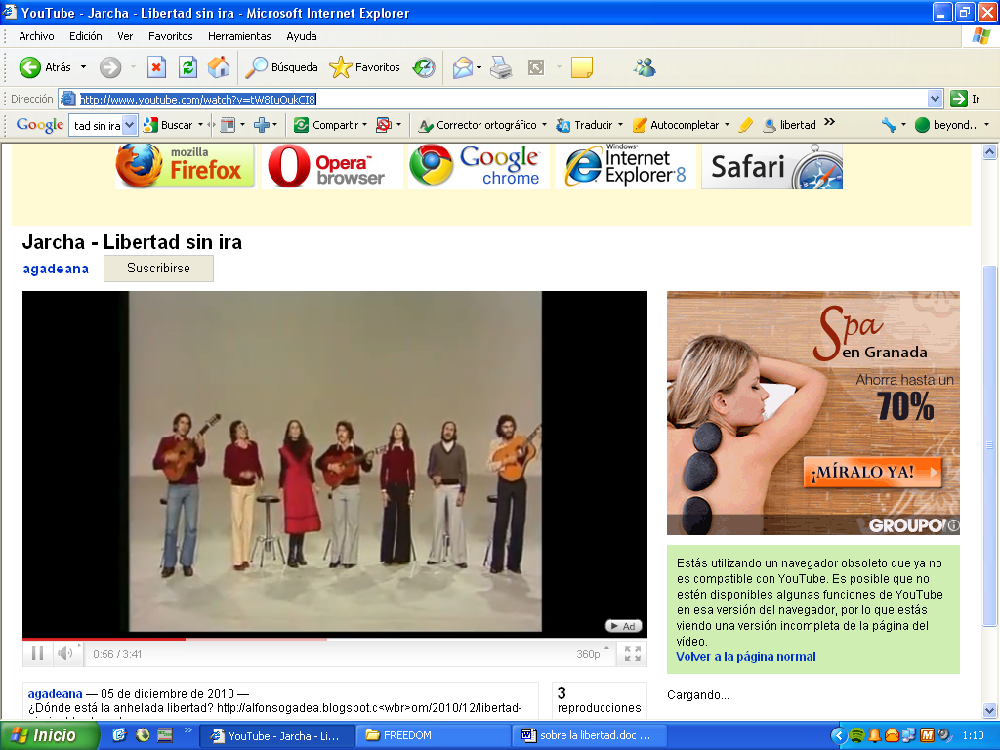 YouTube - Jarcha - Libertad sin ira - Microsoft Internet Explorer
Archivo Edición Ver Favoritos Herramientas Ayuda
Atrás Búsqueda Favoritos
Dirección http://www.youtube.com/watch?v=tW8IuOukCI8 Ir
Google tad sin ira Buscar Compartir Corrector ortográfico Traducir Autocompletar libertad » beyond...
mozilla
Firefox
Opera™
browser
Google
chrome
Windows®
Internet
Explorer 8
Safari
Jarcha - Libertad sin ira
agadeana Suscribirse
Spa
en Granada
Ahorra hasta un
70%
¡MÍRALO YA!
GROUPO
Ad
0:56 / 3:41 360p
Estás utilizando un navegador obsoleto que ya no
es compatible con YouTube. Es posible que no
estén disponibles algunas funciones de YouTube
en esa versión del navegador, por lo que estás
viendo una versión incompleta de la página del
vídeo.
Volver a la página normal
agadeana — 05 de diciembre de 2010 —
¿Dónde está la anhelada libertad? http://alfonsogadea.blogspot.c<wbr>om/2010/12/libertad-
3
reproducciones
Cargando...
Inicio » YouTube - Jarcha - Li... FREEDOM sobre la libertad.doc ... 1:10